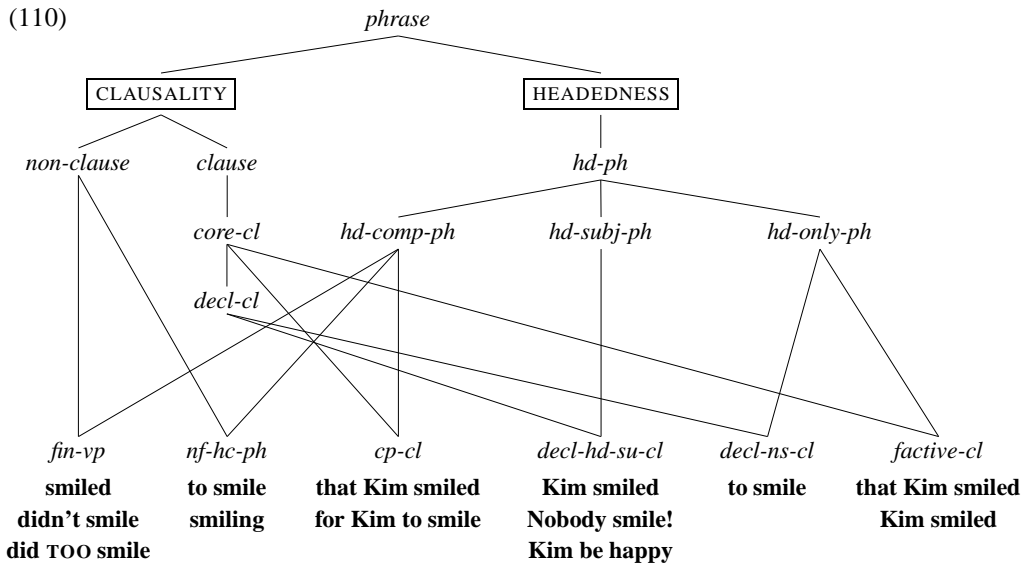 (110)
phrase
CLAUSALITY HEADEDNESS
non-clause clause hd-ph
core-cl hd-comp-ph hd-subj-ph hd-only-ph
decl-cl
fin-vp nf-hc-ph cp-cl decl-hd-su-cl decl-ns-cl factive-cl
smiled to smile that Kim smiled Kim smiled to smile that Kim smiled
didn't smile smiling for Kim to smile Nobody smile! Kim smiled
did TOO smile Kim be happy